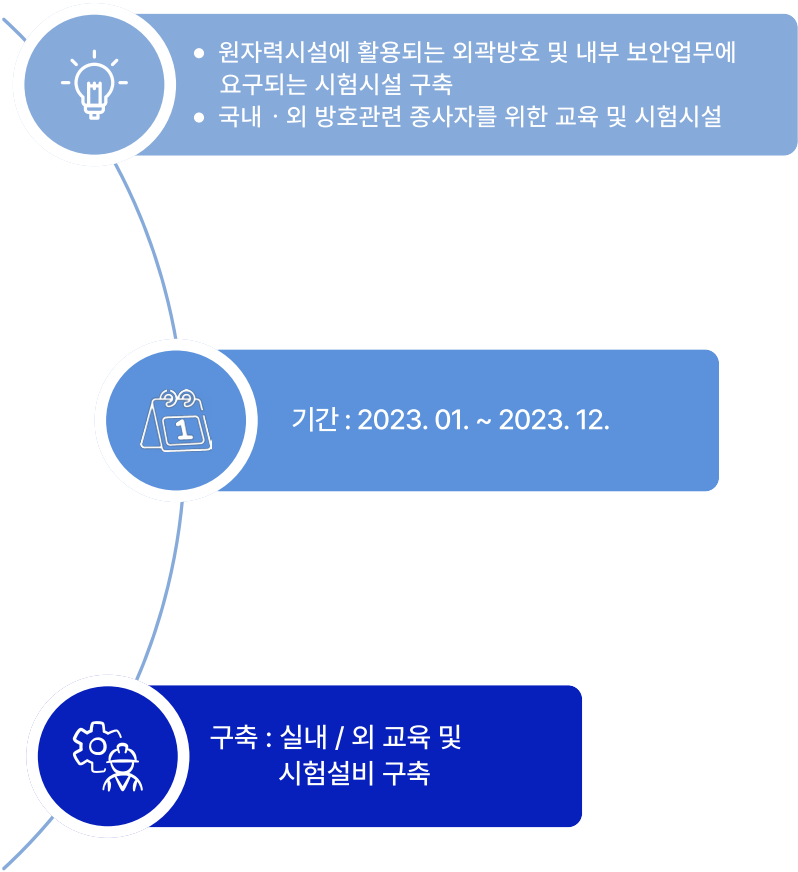 • 원자력시설에 활용되는 외곽방호 및 내부 보안업무에
요구되는 시험시설 구축
• 국내 · 외 방호관련 종사자를 위한 교육 및 시험시설
1
기간 : 2023. 01. ~ 2023. 12.
구축 : 실내 / 외 교육 및
시험설비 구축